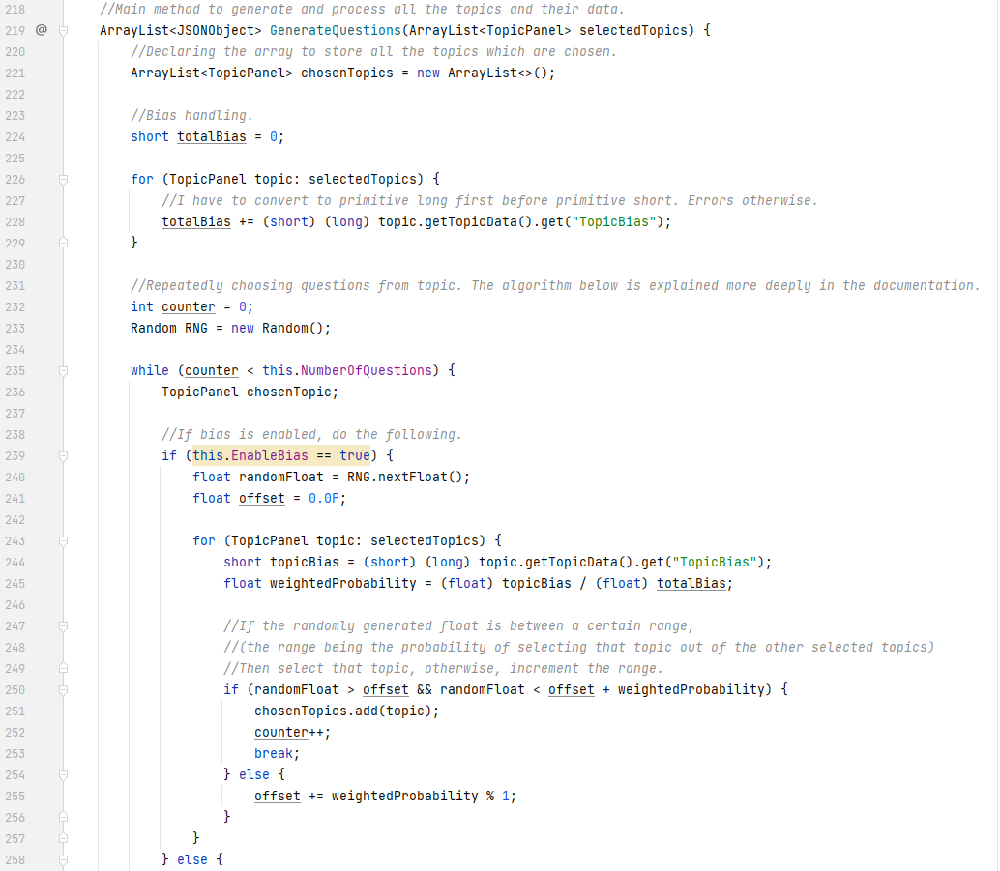 218 //Main method to generate and process all the topics and their data.
219 @ ArrayList<JSONObject> GenerateQuestions(ArrayList<TopicPanel> selectedTopics) {
220 //Declaring the array to store all the topics which are chosen.
221 ArrayList<TopicPanel> chosenTopics = new ArrayList<>();
222
223 //Bias handling.
224 short totalBias = 0;
225
226 for (TopicPanel topic: selectedTopics) {
227 //I have to convert to primitive long first before primitive short. Errors otherwise.
228 totalBias += (short) (long) topic.getTopicData().get("TopicBias");
229 }
230
231 //Repeatedly choosing questions from topic. The algorithm below is explained more deeply in the documentation.
232 int counter = 0;
233 Random RNG = new Random();
234
235 while (counter < this.NumberOfQuestions) {
236 TopicPanel chosenTopic;
237
238 //If bias is enabled, do the following.
239 if (this.EnableBias == true) {
240 float randomFloat = RNG.nextFloat();
241 float offset = 0.0F;
242
243 for (TopicPanel topic: selectedTopics) {
244 short topicBias = (short) (long) topic.getTopicData().get("TopicBias");
245 float weightedProbability = (float) topicBias / (float) totalBias;
246
247 //If the randomly generated float is between a certain range,
248 //(the range being the probability of selecting that topic out of the other selected topics)
249 //Then select that topic, otherwise, increment the range.
250 if (randomFloat > offset && randomFloat < offset + weightedProbability) {
251 chosenTopics.add(topic);
252 counter++;
253 break;
254 } else {
255 offset += weightedProbability % 1;
256 }
257 }
258 } else {